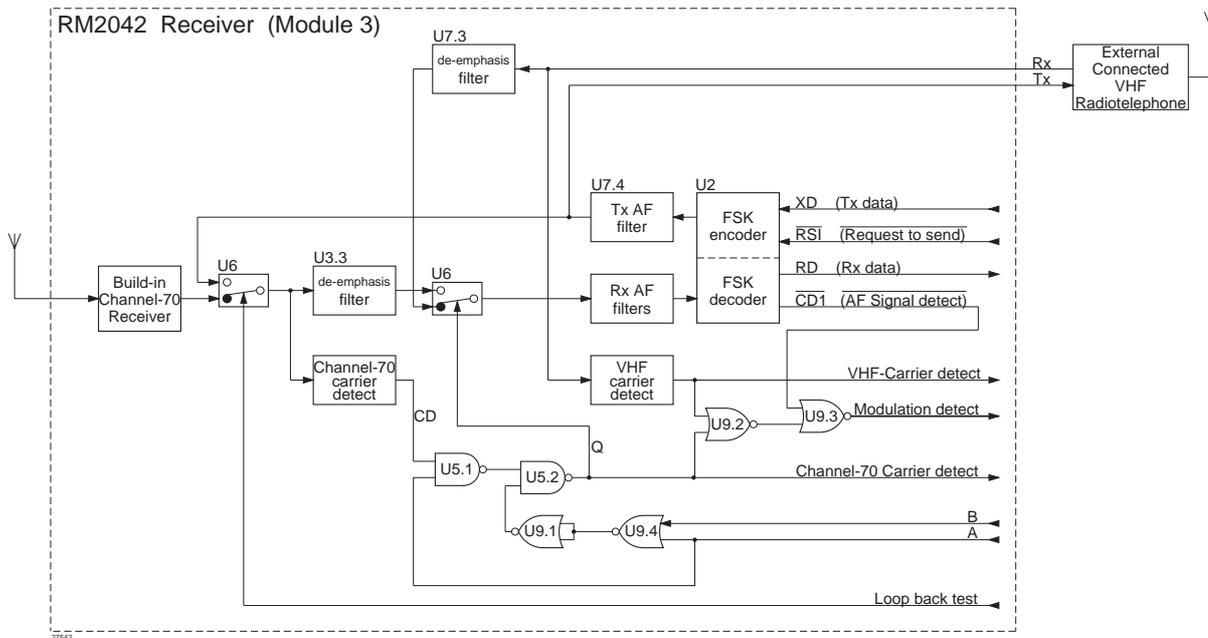 RM2042 Receiver (Module 3)
U7.3
de-emphasis
filter
Rx
Tx
External
Connected
VHF
Radiotelephone
U7.4
Tx AF
filter
U2
FSK
encoder
FSK
decoder
XD (Tx data)
RSI (Request to send)
RD (Rx data)
CD1 (AF Signal detect)
Build-in
Channel-70
Receiver
U6
U3.3
de-emphasis
filter
U6
Rx AF
filters
Channel-70
carrier
detect
VHF
carrier
detect
VHF-Carrier detect
CD
U9.2
U9.3
Modulation detect
Q
U5.1
U5.2
Channel-70 Carrier detect
U9.1
U9.4
B
A
Loop back test
27542